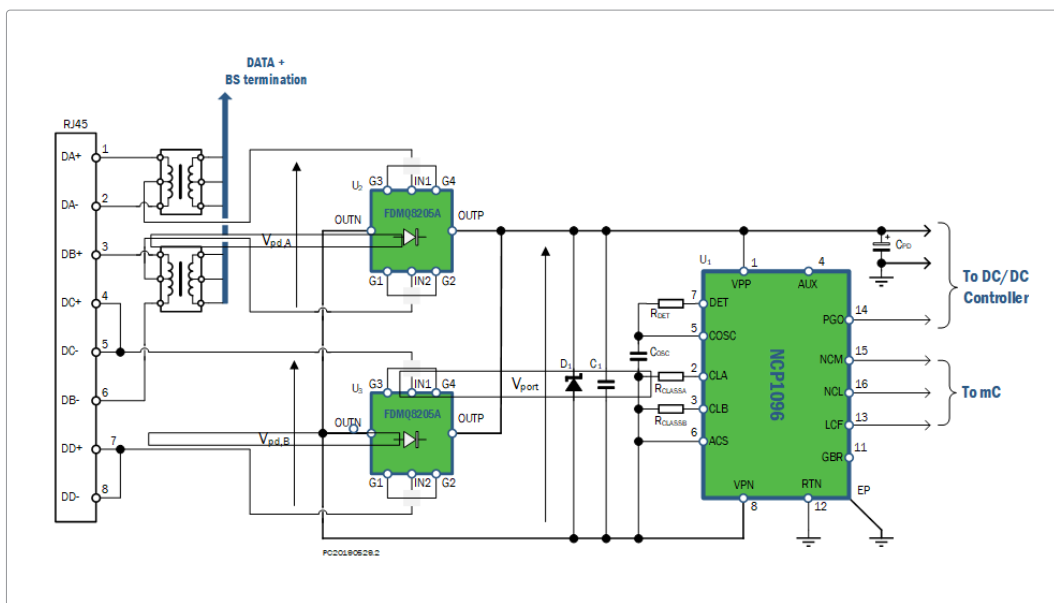 DATA +
BS termination
RJ45
DA+ 1
DA- 2
DB+ 3
DC+ 4
DC- 5
DB- 6
DD+ 7
DD- 8
U2 G3 IN1 G4
OUTN FDMQ8205A OUTP
Vpd,A
G1 IN2 G2
U3 G3 IN1 G4
OUTN FDMQ8205A OUTP
Vpd,B
G1 IN2 G2
Vport
D1
C1
RDET
COSC
RCLASSA
RCLASSB
U1
1 VPP
4 AUX
7 DET
5 COSC
2 CLA
3 CLB
6 ACS
NCP1096
PGO 14
NCM 15
NCL 16
LCF 13
GBR 11
VPN 8
RTN 12
EP
+
CPD
To DC/DC
Controller
To mC
PC20180528.2